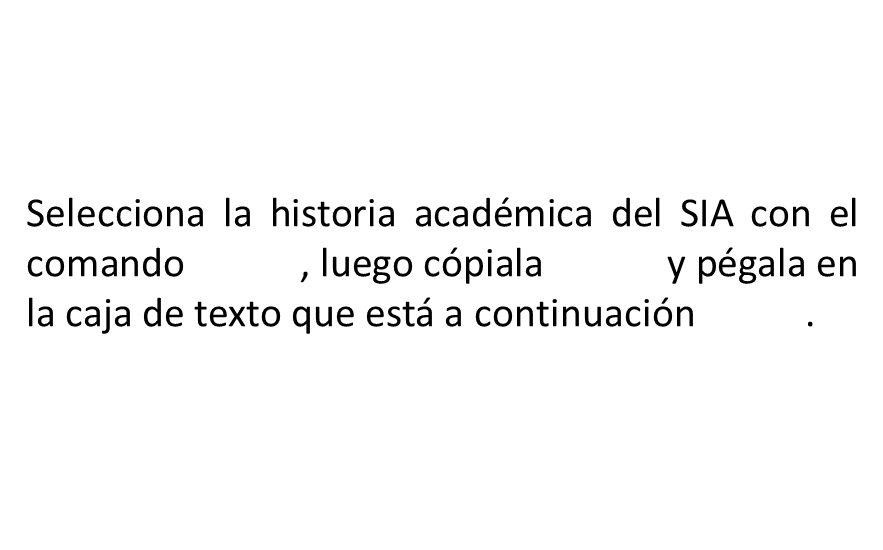 Selecciona la historia académica del SIA con el
comando , luego cópiala y pégala en
la caja de texto que está a continuación .